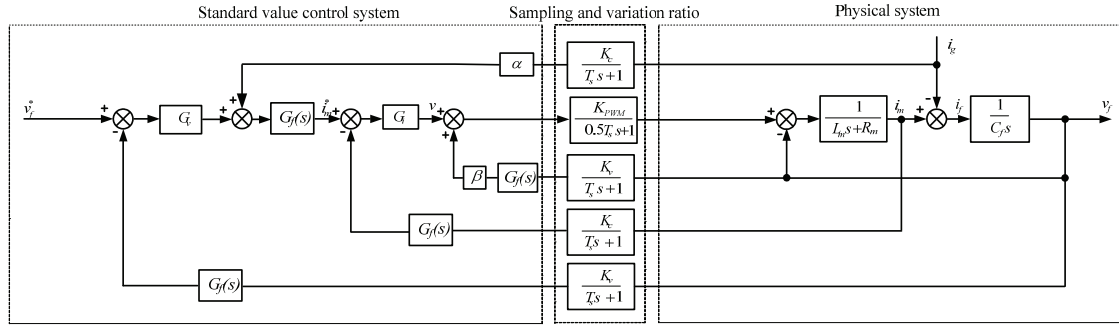 Standard value control system
Sampling and variation ratio
Physical system
i_g
α
K_c / T_s s+1
v_f^*
+
-
G_v
+
+
G_f(s)
i_m^*
+
-
G_i
v
+
+
K_PWM / 0.5T_s s+1
+
-
1 / L_m s+R_m
i_m
+
-
i_f
1 / C_f s
v_f
β
G_f(s)
K_v / T_s s+1
G_f(s)
K_c / T_s s+1
G_f(s)
K_v / T_s s+1